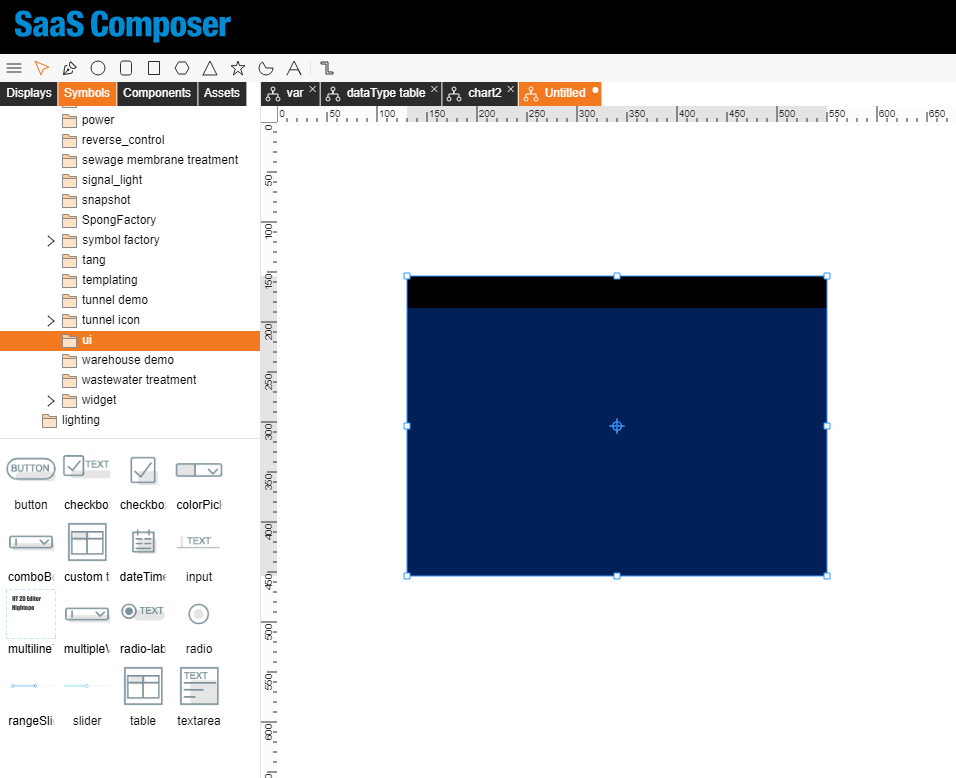 SaaS Composer
Displays Symbols Components Assets var dataType table chart2 Untitled
0 50 100 150 200 250 300 350 400 450 500 550 600 650
power
reverse_control
sewage membrane treatment
signal_light
snapshot
SpongFactory
symbol factory
tang
templating
tunnel demo
tunnel icon
ui
warehouse demo
wastewater treatment
widget
lighting
0
50
100
150
200
250
300
350
400
450
500
550
600
BUTTON TEXT
button checkbo checkbo colorPic
TEXT
comboB custom t dateTime input
HT 2D Editor
Hightopo
TEXT
multiline multipleV radio-lab radio
TEXT
rangeSli slider table textarea